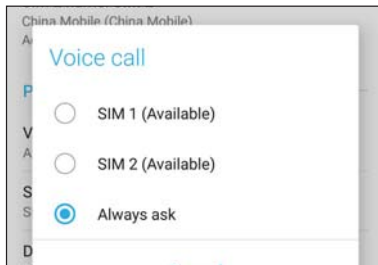 China Mobile (China Mobile)
A
Voice call
P
SIM 1 (Available)
V
A
SIM 2 (Available)
S
S
Always ask
D